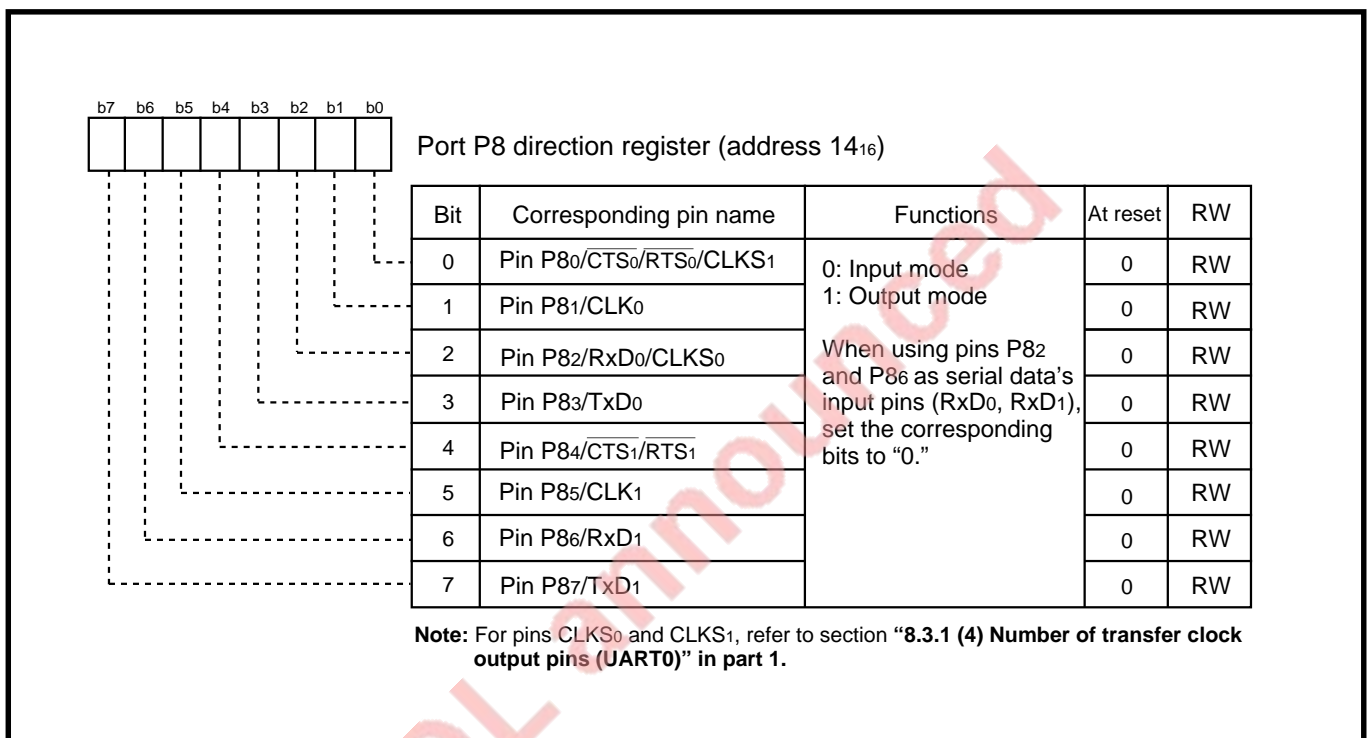 b7 b6 b5 b4 b3 b2 b1 b0
Port P8 direction register (address 14₁₆)
Bit Corresponding pin name Functions At reset RW
0 Pin P8₀/C̅T̅S̅₀/R̅T̅S̅₀/CLKS₁ 0: Input mode 0 RW
1 Pin P8₁/CLK₀ 1: Output mode 0 RW
2 Pin P8₂/RxD₀/CLKS₀ When using pins P8₂ 0 RW
and P8₆ as serial data's
3 Pin P8₃/TxD₀ input pins (RxD₀, RxD₁), 0 RW
set the corresponding
4 Pin P8₄/C̅T̅S̅₁/R̅T̅S̅₁ bits to “0.” 0 RW
5 Pin P8₅/CLK₁ 0 RW
6 Pin P8₆/RxD₁ 0 RW
7 Pin P8₇/TxD₁ 0 RW
Note: For pins CLKS₀ and CLKS₁, refer to section “8.3.1 (4) Number of transfer clock
output pins (UART0)” in part 1.
announced